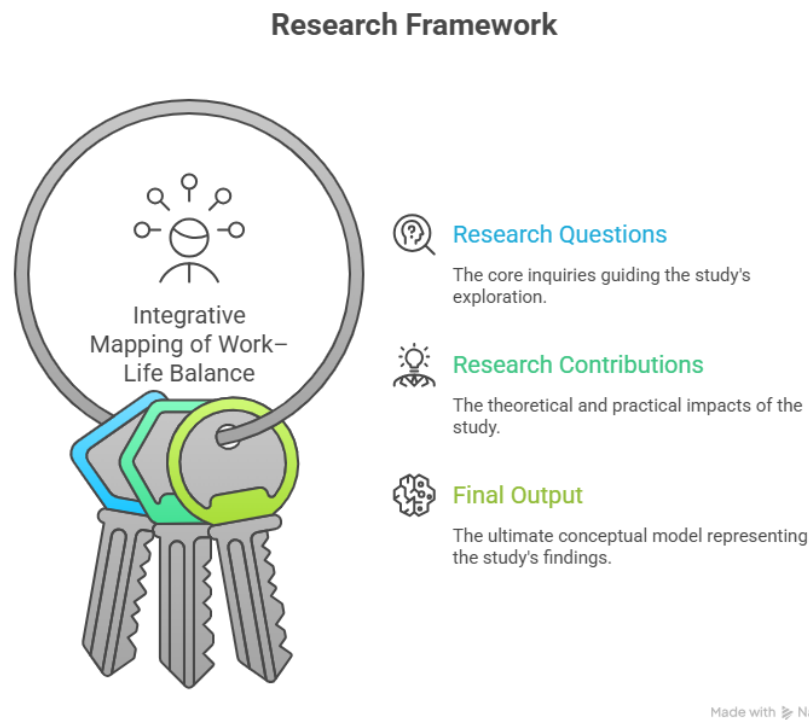 Research Framework
Integrative
Mapping of Work–
Life Balance
Research Questions
The core inquiries guiding the study's
exploration.
Research Contributions
The theoretical and practical impacts of the
study.
Final Output
The ultimate conceptual model representing
the study's findings.
Made with